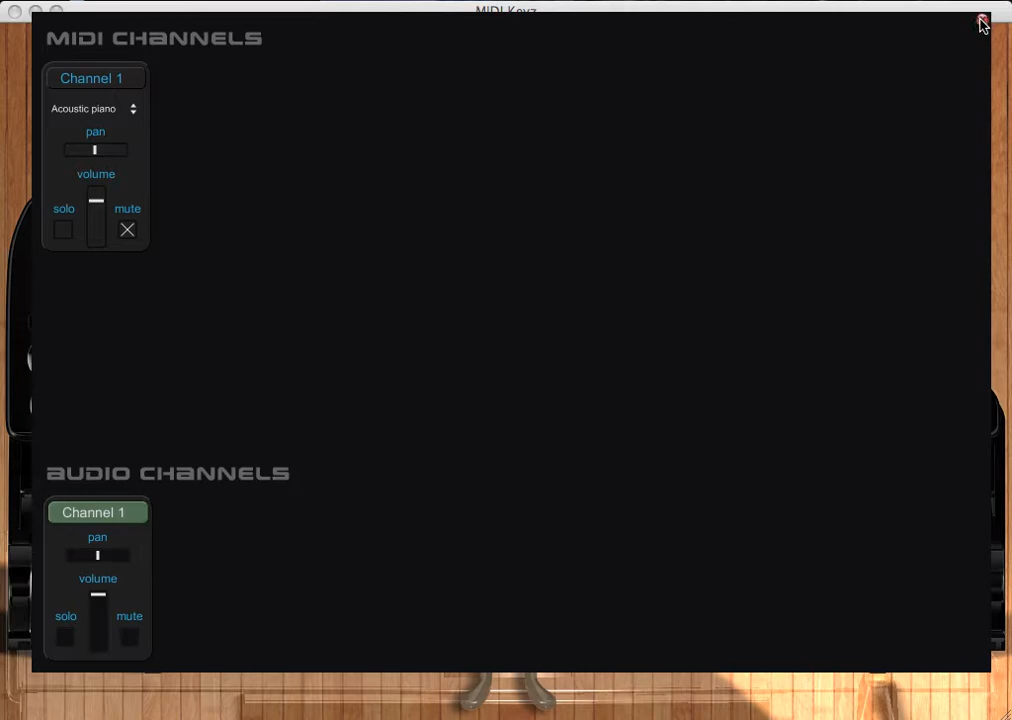 MIDI Keyz
MIDI CHANNELS
Channel 1
Acoustic piano
pan
volume
solo
mute
AUDIO CHANNELS
Channel 1
pan
volume
solo
mute